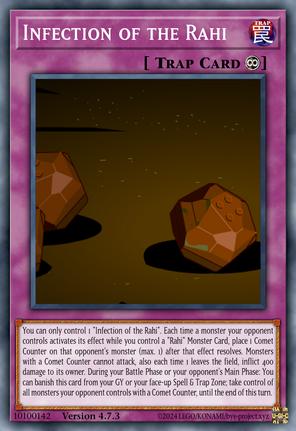 Infection of the Rahi
TRAP
罠
[ Trap Card ]
You can only control 1 "Infection of the Rahi". Each time a monster your opponent
controls activates its effect while you control a "Rahi" Monster Card, place 1 Comet
Counter on that opponent's monster (max. 1) after that effect resolves. Monsters
with a Comet Counter cannot attack, also each time 1 leaves the field, inflict 400
damage to its owner. During your Battle Phase or your opponent's Main Phase: You
can banish this card from your GY or your face-up Spell & Trap Zone; take control of
all monsters your opponent controls with a Comet Counter, until the end of this turn.
10100142 Version 4.7.3 ©2024 LEGO/KONAMI/bye-project.xyz